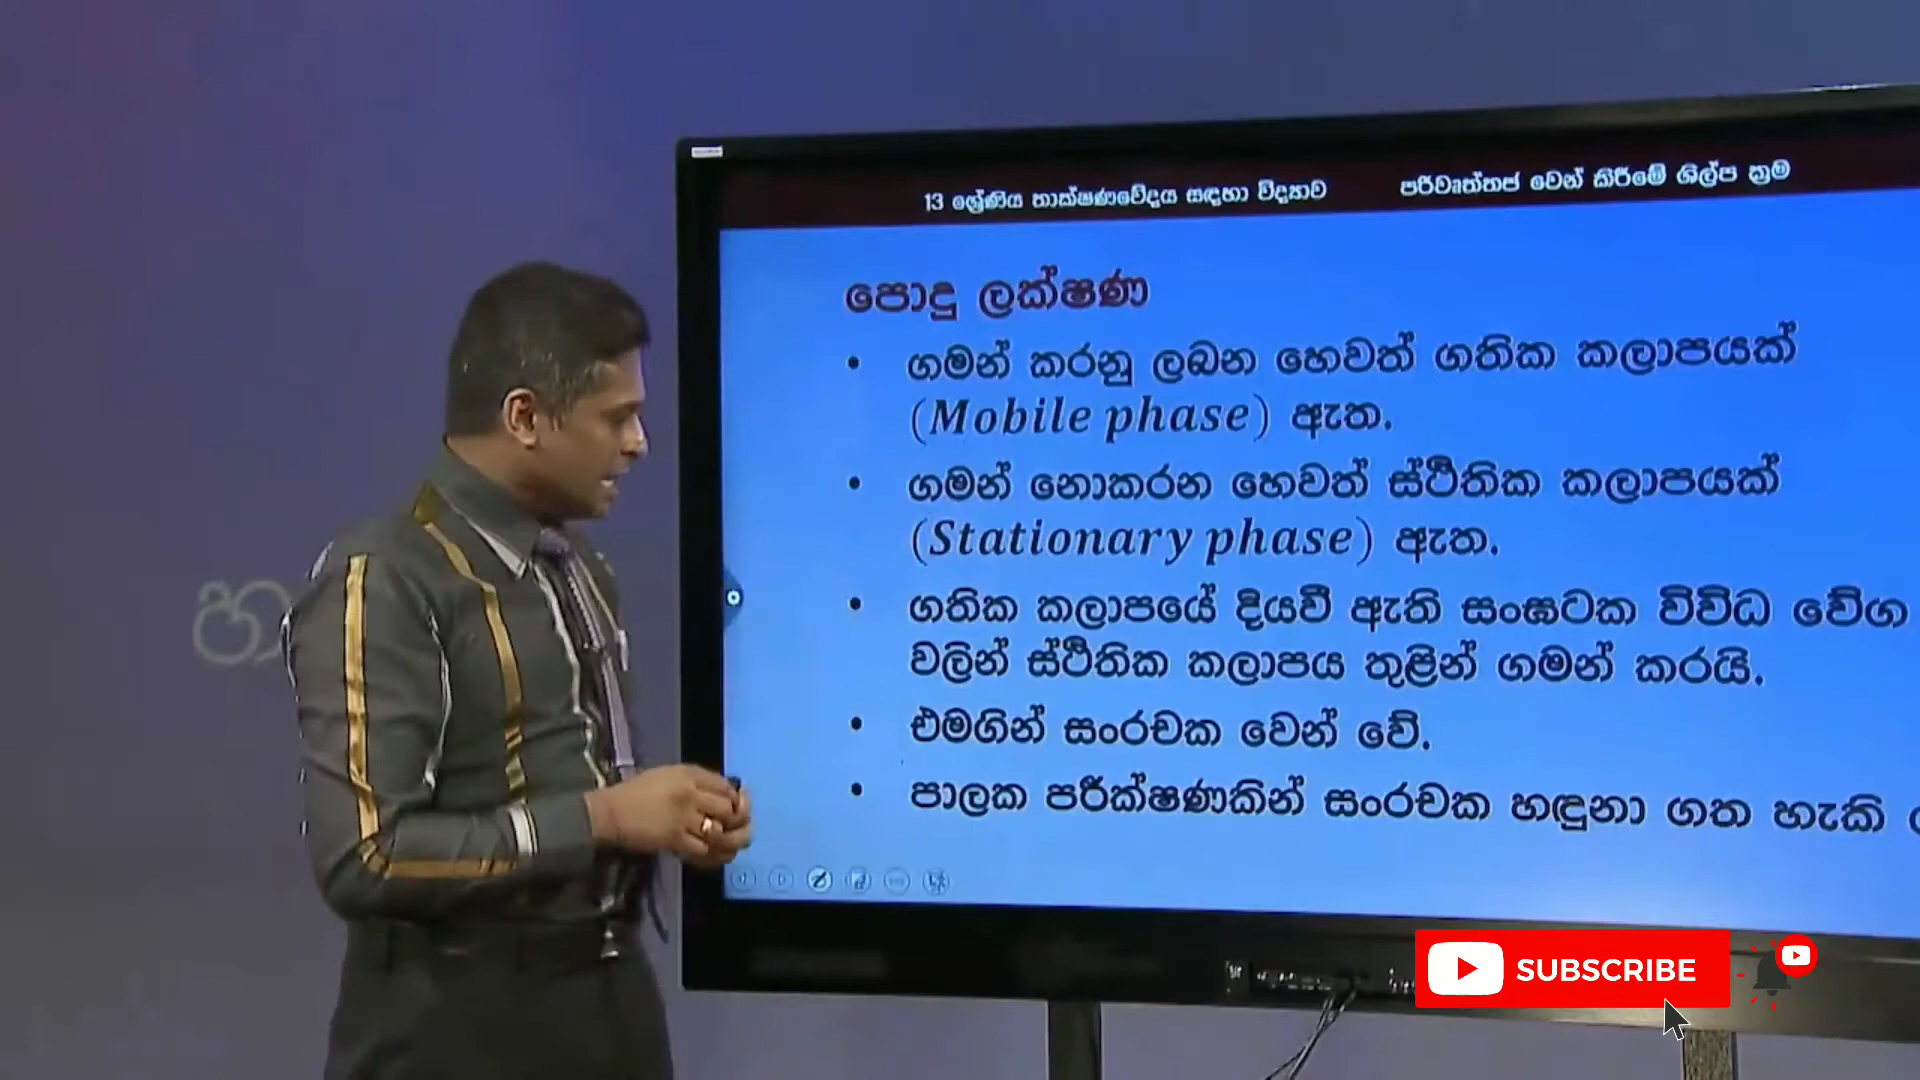 13 ශ්‍රේණිය තාක්ෂණවේදය සඳහා විද්‍යාව
පරිවෘත්තජ වෙන් කිරීමේ ශිල්ප ක්‍රම
පොදු ලක්ෂණ
• ගමන් කරනු ලබන හෙවත් ගතික කලාපයක්
(Mobile phase) ඇත.
• ගමන් නොකරන හෙවත් ස්ථිතික කලාපයක්
(Stationary phase) ඇත.
• ගතික කලාපයේ දියවී ඇති සංඝටක විවිධ වේග
වලින් ස්ථිතික කලාපය තුළින් ගමන් කරයි.
• එමගින් සංරචක වෙන් වේ.
• පාලක පරීක්ෂණකින් සංරචක හඳුනා ගත හැකි
SUBSCRIBE